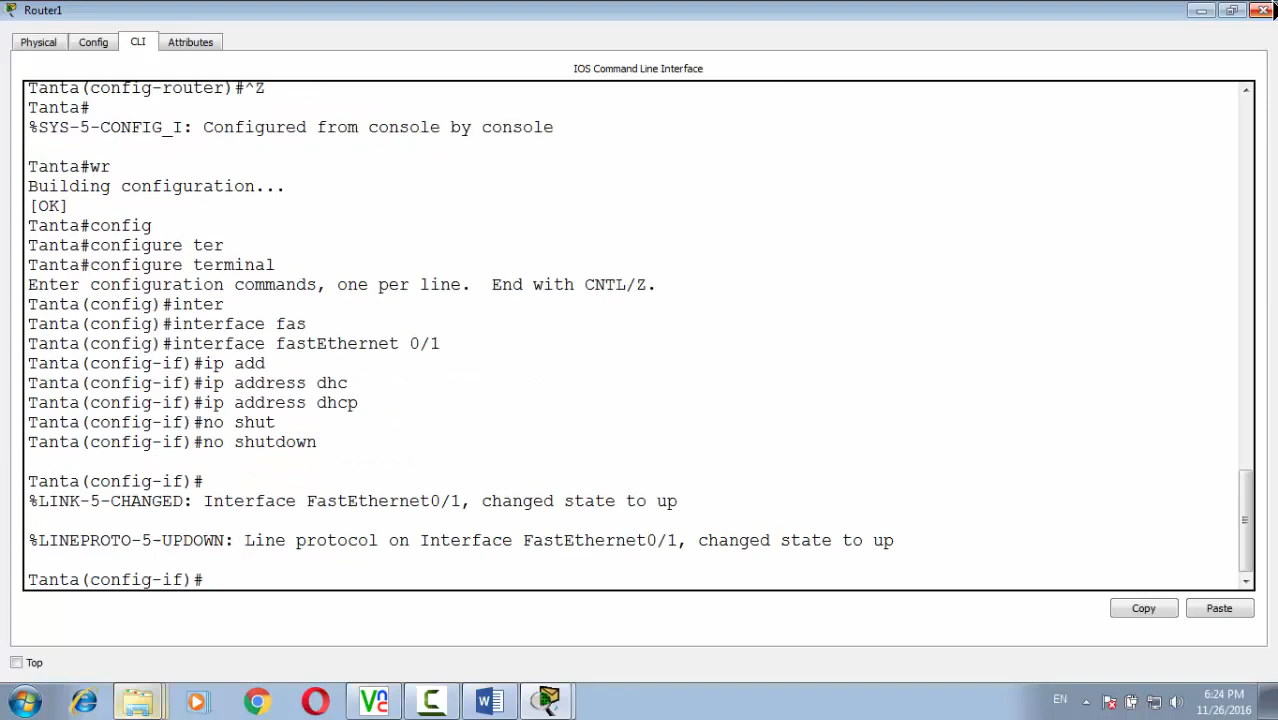 Router1
Physical
Config
CLI
Attributes
IOS Command Line Interface
Tanta(config-router)#^Z
Tanta#
%SYS-5-CONFIG_I: Configured from console by console
Tanta#wr
Building configuration...
[OK]
Tanta#config
Tanta#configure ter
Tanta#configure terminal
Enter configuration commands, one per line.  End with CNTL/Z.
Tanta(config)#inter
Tanta(config)#interface fas
Tanta(config)#interface fastEthernet 0/1
Tanta(config-if)#ip add
Tanta(config-if)#ip address dhc
Tanta(config-if)#ip address dhcp
Tanta(config-if)#no shut
Tanta(config-if)#no shutdown
Tanta(config-if)#
%LINK-5-CHANGED: Interface FastEthernet0/1, changed state to up
%LINEPROTO-5-UPDOWN: Line protocol on Interface FastEthernet0/1, changed state to up
Tanta(config-if)#
Copy
Paste
Top
EN
6:24 PM
11/26/2016